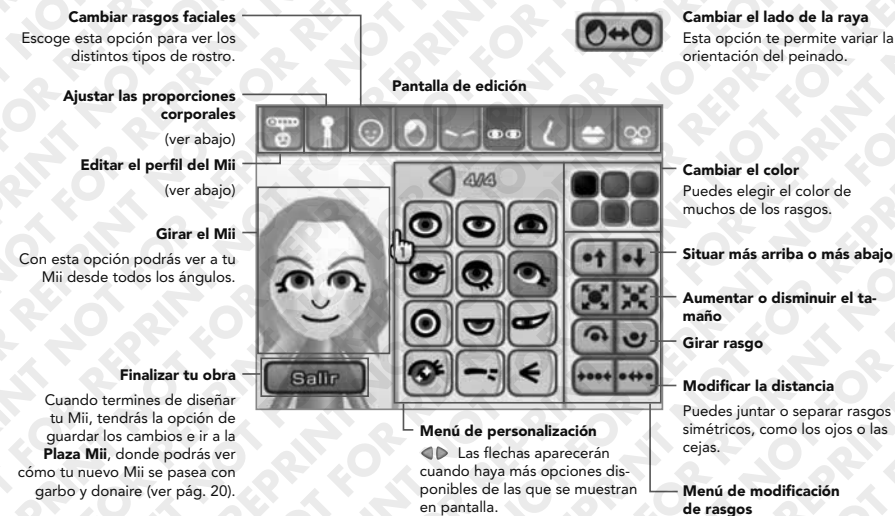 Cambiar rasgos faciales
Escoge esta opción para ver los
distintos tipos de rostro.
Ajustar las proporciones
corporales
(ver abajo)
Editar el perfil del Mii
(ver abajo)
Girar el Mii
Con esta opción podrás ver a tu
Mii desde todos los ángulos.
Finalizar tu obra
Cuando termines de diseñar
tu Mii, tendrás la opción de
guardar los cambios e ir a la
Plaza Mii, donde podrás ver
cómo tu nuevo Mii se pasea con
garbo y donaire (ver pág. 20).
Pantalla de edición
4/4
1
Salir
Menú de personalización
Las flechas aparecerán
cuando haya más opciones dis-
ponibles de las que se muestran
en pantalla.
Cambiar el lado de la raya
Esta opción te permite variar la
orientación del peinado.
Cambiar el color
Puedes elegir el color de
muchos de los rasgos.
Situar más arriba o más abajo
Aumentar o disminuir el ta-
maño
Girar rasgo
Modificar la distancia
Puedes juntar o separar rasgos
simétricos, como los ojos o las
cejas.
Menú de modificación
de rasgos
NOT FOR REPRINT